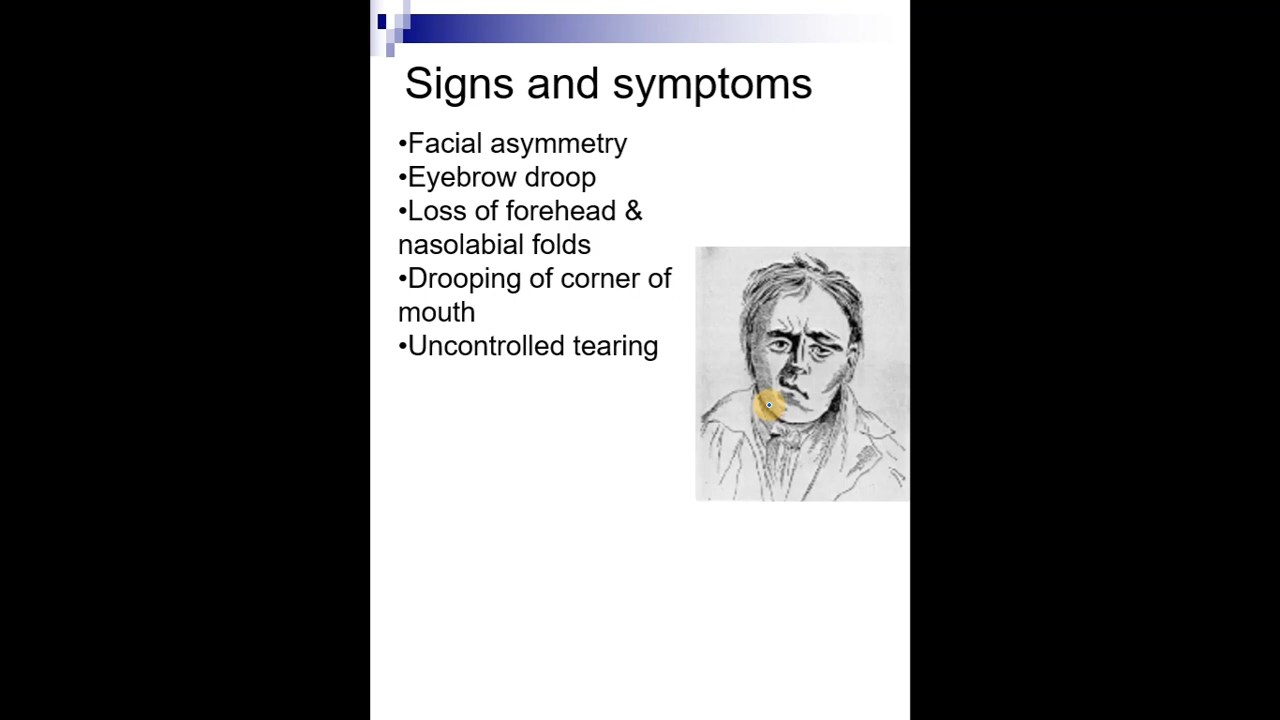 Signs and symptoms
•Facial asymmetry
•Eyebrow droop
•Loss of forehead &
nasolabial folds
•Drooping of corner of
mouth
•Uncontrolled tearing